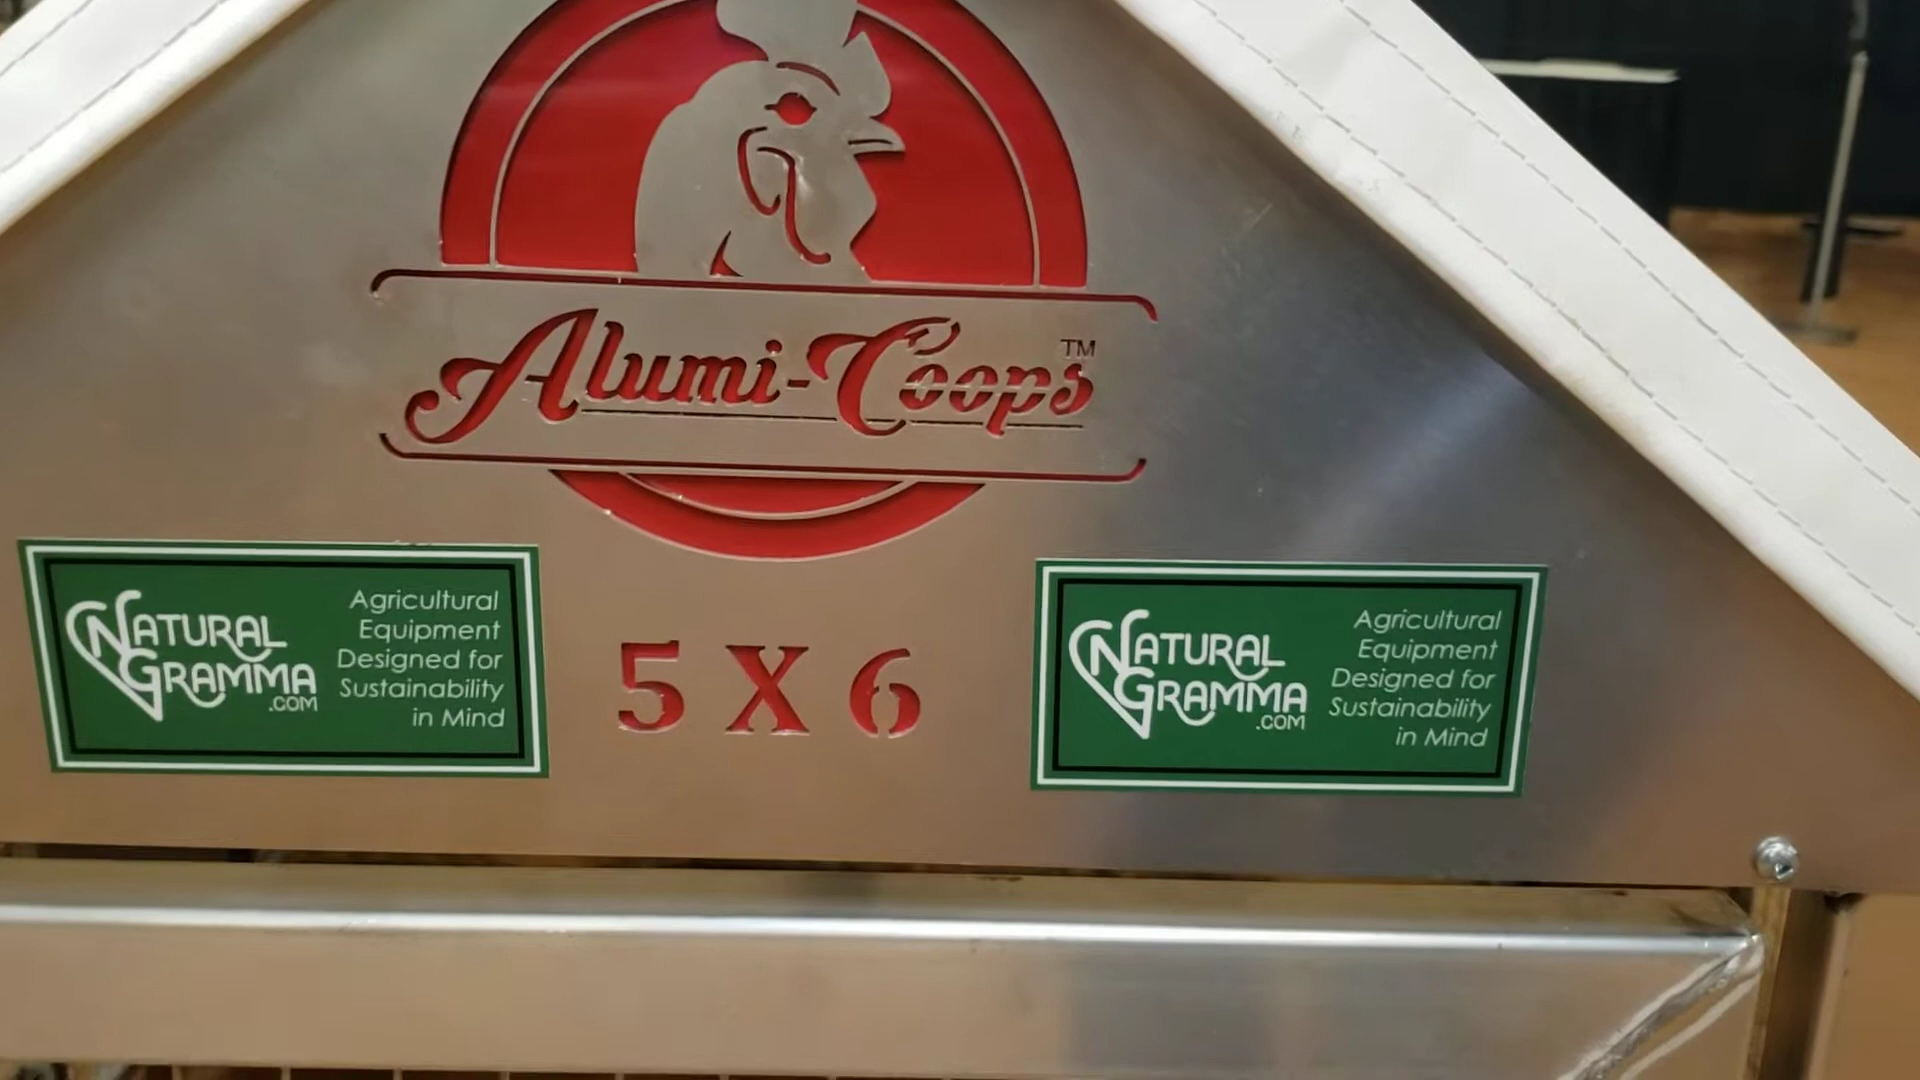 Alumi-Coops™
NATURAL
GRAMMA
.COM
Agricultural
Equipment
Designed for
Sustainability
in Mind
5 X 6
NATURAL
GRAMMA
.COM
Agricultural
Equipment
Designed for
Sustainability
in Mind